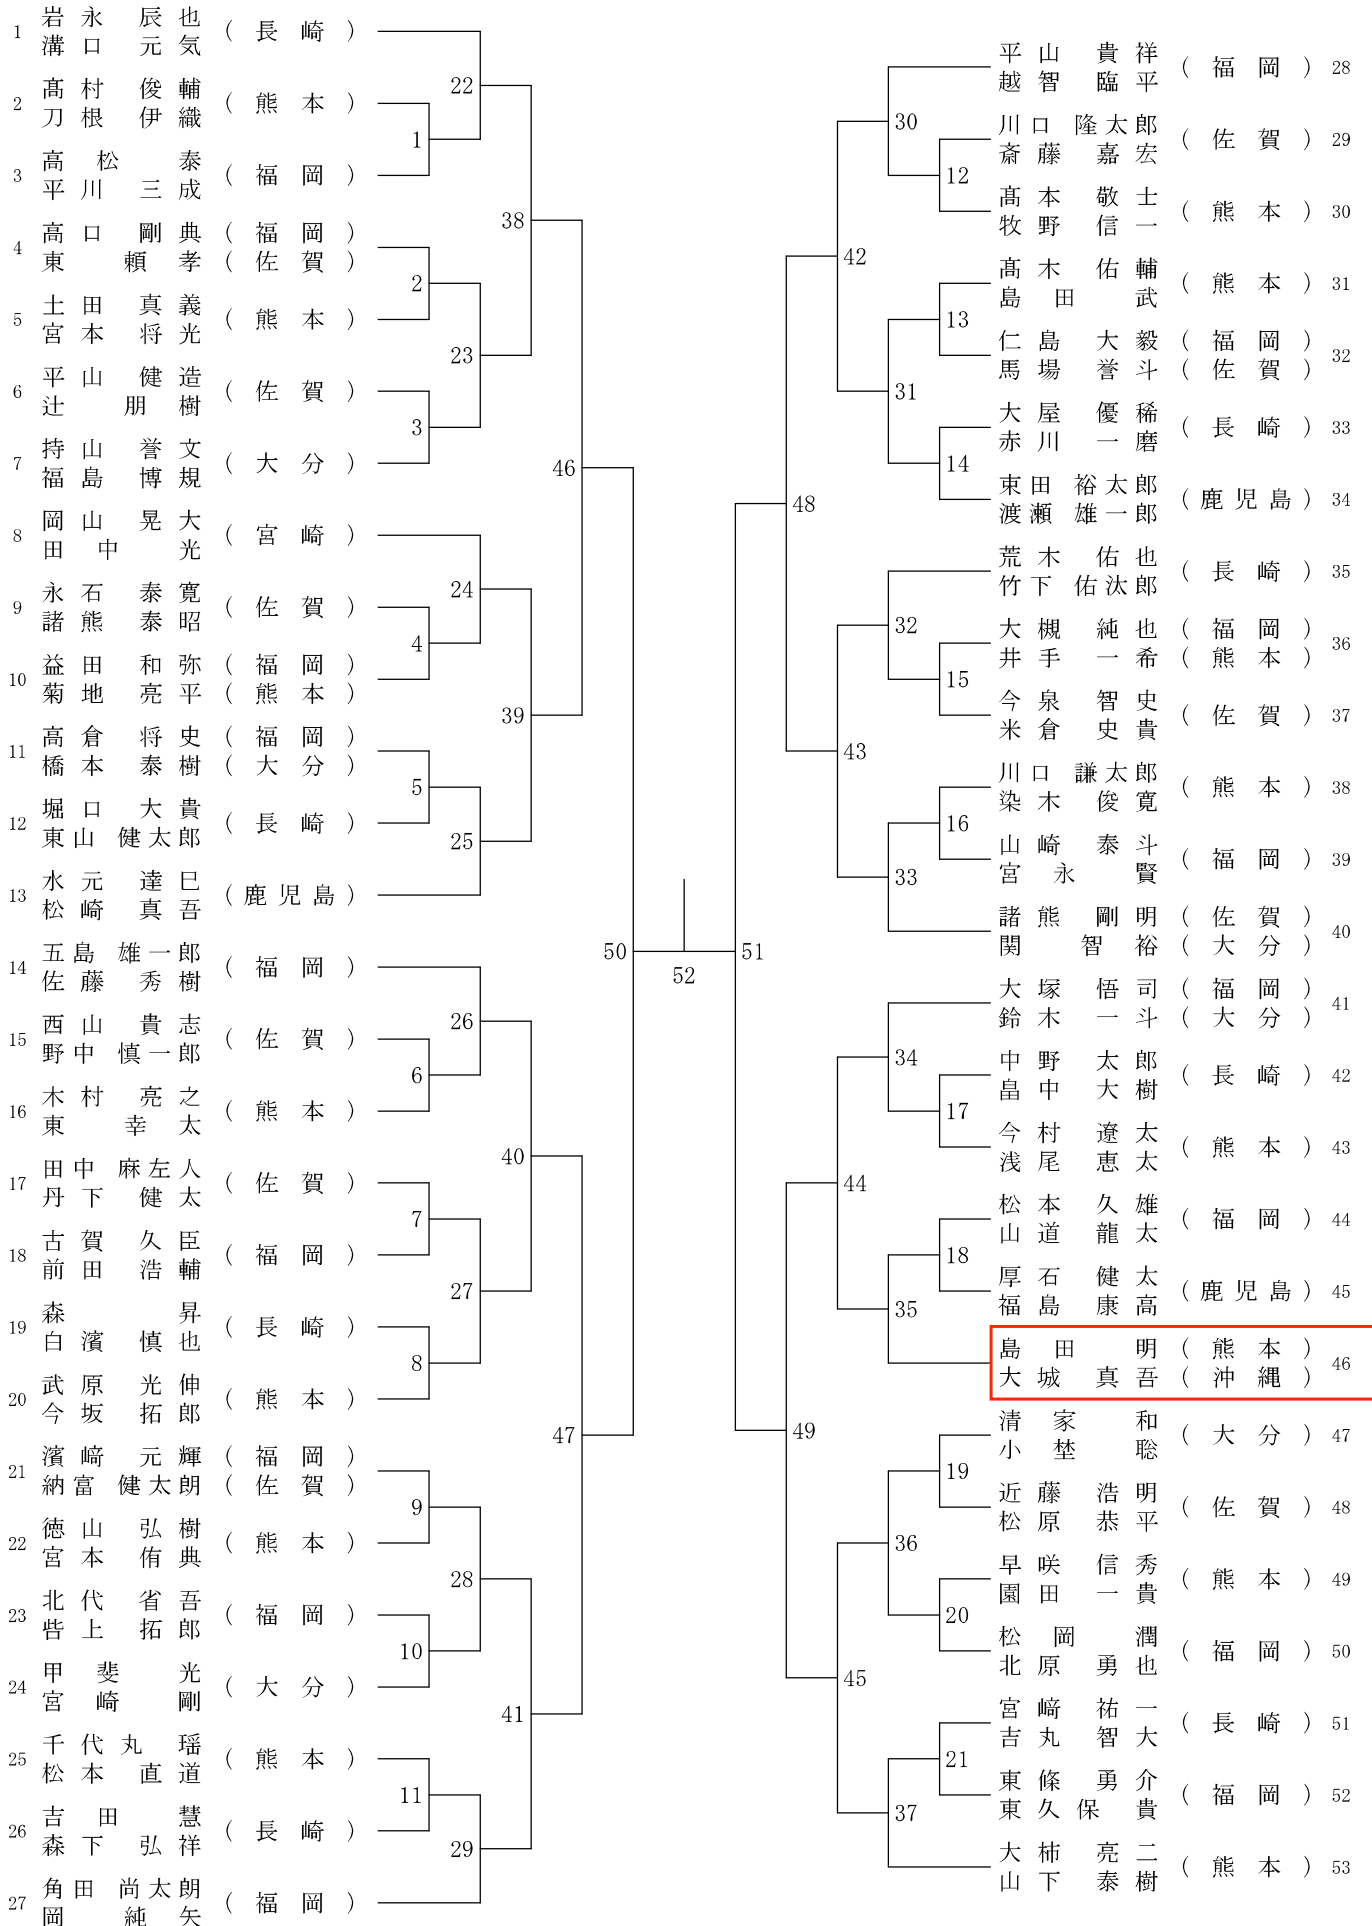 1 岩永 辰也 (長崎)
溝口 元気
2 髙村 俊輔 (熊本)
刀根 伊織
3 高松 泰 (福岡)
平川 三成
4 高口 剛典 (福岡)
東 頼孝 (佐賀)
5 土田 真義 (熊本)
宮本 将光
6 平山 健造 (佐賀)
辻 朋樹
7 持山 誉文 (大分)
福島 博規
8 岡山 晃大 (宮崎)
田中 光
9 永石 泰寛 (佐賀)
諸熊 泰昭
10 益田 和弥 (福岡)
菊地 亮平 (熊本)
11 高倉 将史 (福岡)
橋本 泰樹 (大分)
12 堀口 大貴 (長崎)
東山 健太郎
13 水元 達巳 (鹿児島)
松崎 真吾
14 五島 雄一郎 (福岡)
佐藤 秀樹
15 西山 貴志 (佐賀)
野中 慎一郎
16 木村 亮之 (熊本)
東 幸太
17 田中 麻左人 (佐賀)
丹下 健太
18 古賀 久臣 (福岡)
前田 浩輔
19 森 昇 (長崎)
白濱 慎也
20 武原 光伸 (熊本)
今坂 拓郎
21 濱﨑 元輝 (福岡)
納富 健太朗 (佐賀)
22 徳山 弘樹 (熊本)
宮本 侑典
23 北代 省吾 (福岡)
皆上 拓郎
24 甲斐 光 (大分)
宮崎 剛
25 千代丸 瑶 (熊本)
松本 直道
26 吉田 慧 (長崎)
森下 弘祥
27 角田 尚太朗 (福岡)
岡 純矢
22
1
38
2
23
3
46
24
4
39
5
25
50
26
6
40
7
27
8
47
9
28
10
41
11
29
52
51
30
12
42
13
31
14
48
32
15
43
16
33
34
17
44
18
35
49
19
36
20
45
21
37
平山 貴祥 (福岡) 28
越智 臨平
川口 隆太郎 (佐賀) 29
斎藤 嘉宏
髙本 敬士 (熊本) 30
牧野 信一
髙木 佑輔 (熊本) 31
島田 武
仁島 大毅 (福岡) 32
馬場 誉斗 (佐賀)
大屋 優稀 (長崎) 33
赤川 一磨
東田 裕太郎 (鹿児島) 34
渡瀬 雄一郎
荒木 佑也 (長崎) 35
竹下 佑汰郎
大槻 純也 (福岡) 36
井手 一希 (熊本)
今泉 智史 (佐賀) 37
米倉 史貴
川口 謙太郎 (熊本) 38
染木 俊寛
山崎 泰斗 (福岡) 39
宮永 賢
諸熊 剛明 (佐賀) 40
関 智裕 (大分)
大塚 悟司 (福岡) 41
鈴木 一斗 (大分)
中野 太郎 (長崎) 42
畠中 大樹
今村 遼太 (熊本) 43
浅尾 恵太
松本 久雄 (福岡) 44
山道 龍太
厚石 健太 (鹿児島) 45
福島 康高
島田 明 (熊本) 46
大城 真吾 (沖縄)
清家 和 (大分) 47
小埜 聡
近藤 浩明 (佐賀) 48
松原 恭平
早咲 信秀 (熊本) 49
園田 一貴
松岡 潤 (福岡) 50
北原 勇也
宮﨑 祐一 (長崎) 51
吉丸 智大
東條 勇介 (福岡) 52
東久保 貴
大柿 亮二 (熊本) 53
山下 泰樹